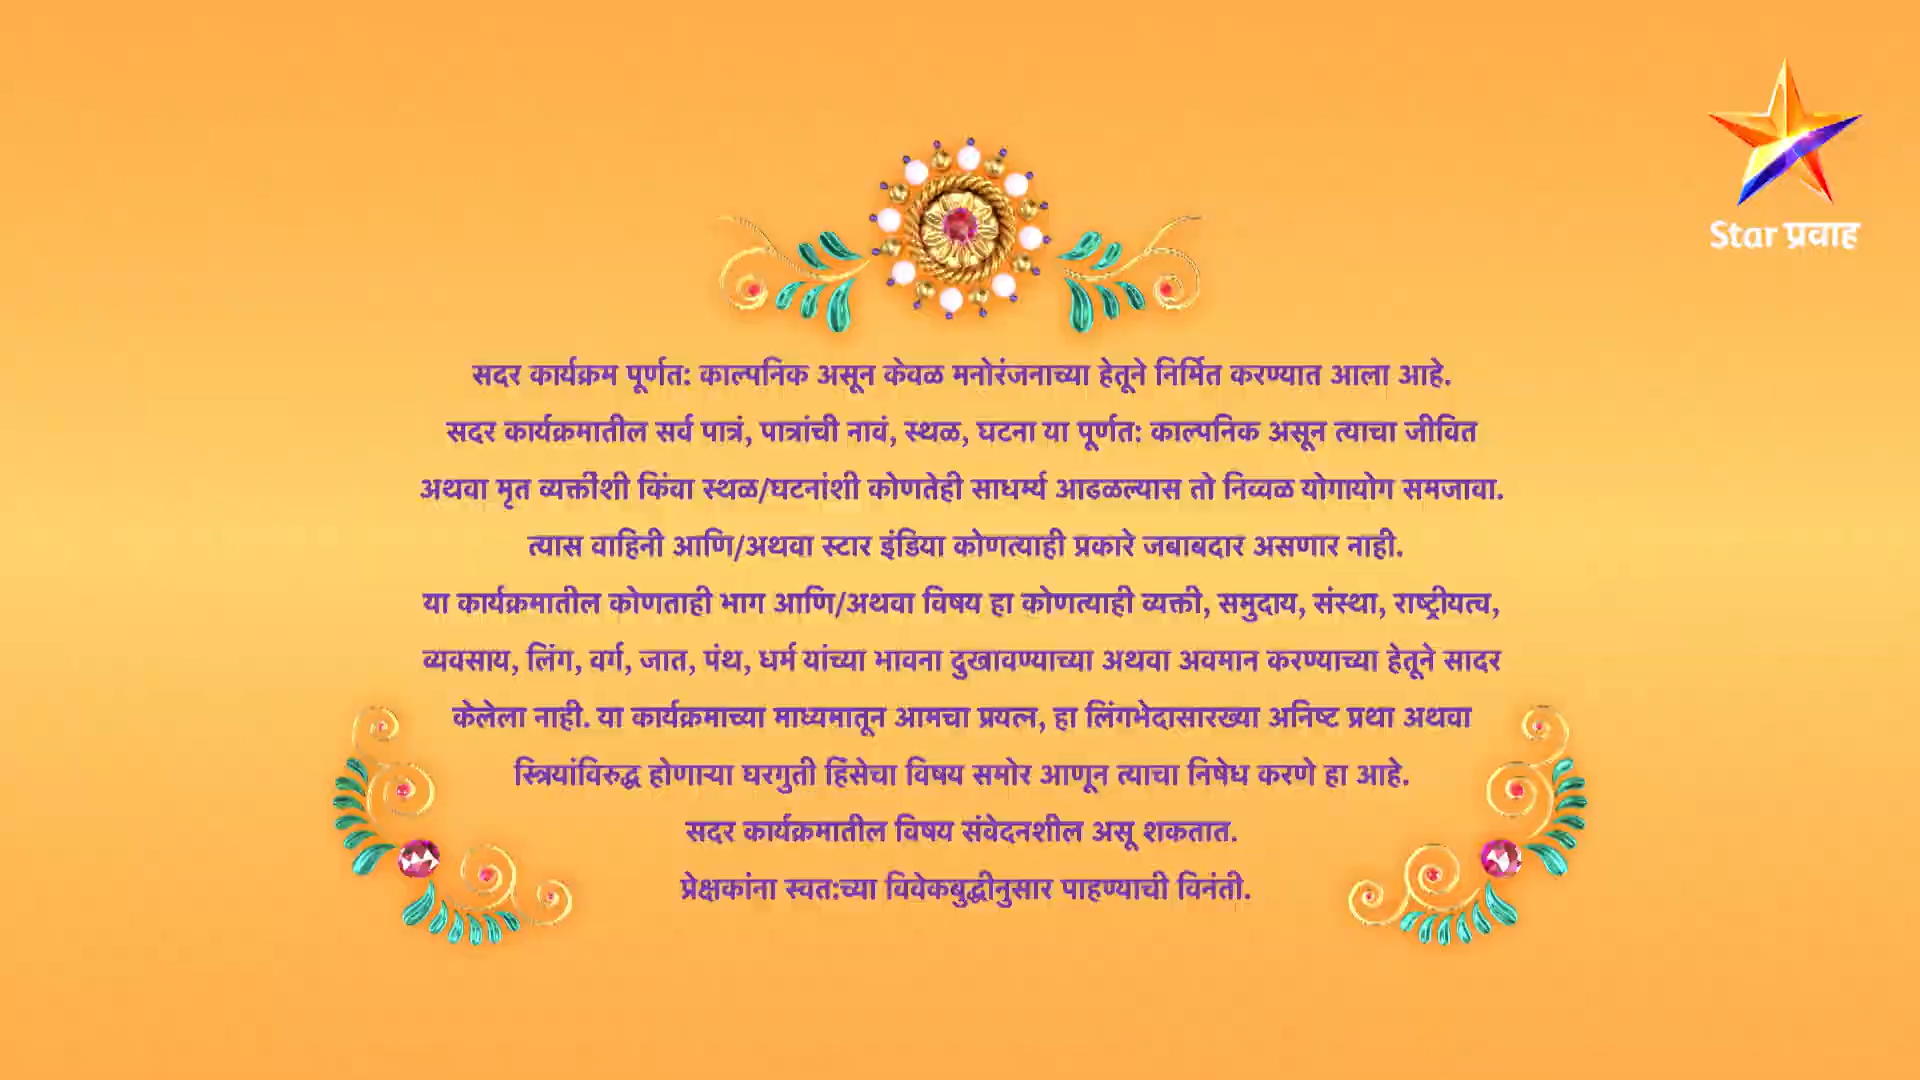 Star प्रवाह
सदर कार्यक्रम पूर्णत: काल्पनिक असून केवळ मनोरंजनाच्या हेतूने निर्मित करण्यात आला आहे.
सदर कार्यक्रमातील सर्व पात्रं, पात्रांची नावं, स्थळ, घटना या पूर्णत: काल्पनिक असून त्याचा जीवित
अथवा मृत व्यक्तींशी किंवा स्थळ/घटनांशी कोणतेही साधर्म्य आढळल्यास तो निव्वळ योगायोग समजावा.
त्यास वाहिनी आणि/अथवा स्टार इंडिया कोणत्याही प्रकारे जबाबदार असणार नाही.
या कार्यक्रमातील कोणताही भाग आणि/अथवा विषय हा कोणत्याही व्यक्ती, समुदाय, संस्था, राष्ट्रीयत्व,
व्यवसाय, लिंग, वर्ग, जात, पंथ, धर्म यांच्या भावना दुखावण्याच्या अथवा अवमान करण्याच्या हेतूने सादर
केलेला नाही. या कार्यक्रमाच्या माध्यमातून आमचा प्रयत्न, हा लिंगभेदासारख्या अनिष्ट प्रथा अथवा
स्त्रियांविरुद्ध होणाऱ्या घरगुती हिंसेचा विषय समोर आणून त्याचा निषेध करणे हा आहे.
सदर कार्यक्रमातील विषय संवेदनशील असू शकतात.
प्रेक्षकांना स्वत:च्या विवेकबुद्धीनुसार पाहण्याची विनंती.